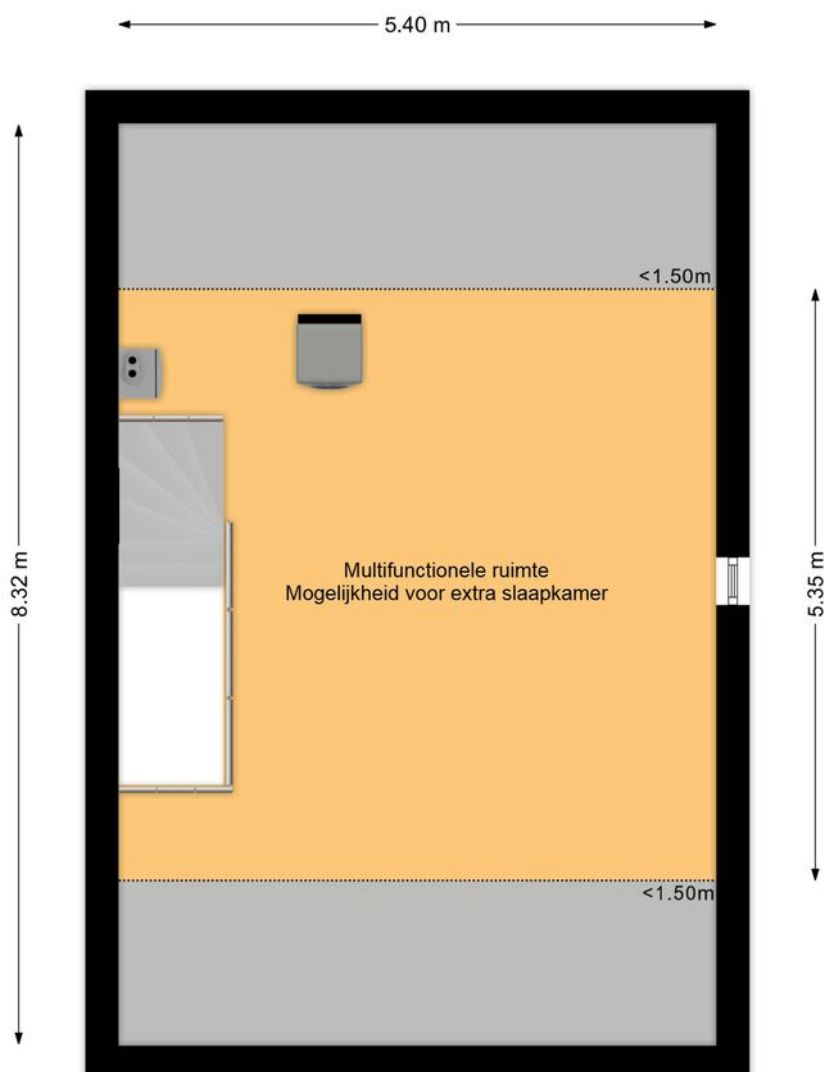 5.40 m
<1.50m
8.32 m
Multifunctionele ruimte
Mogelijkheid voor extra slaapkamer
5.35 m
<1.50m